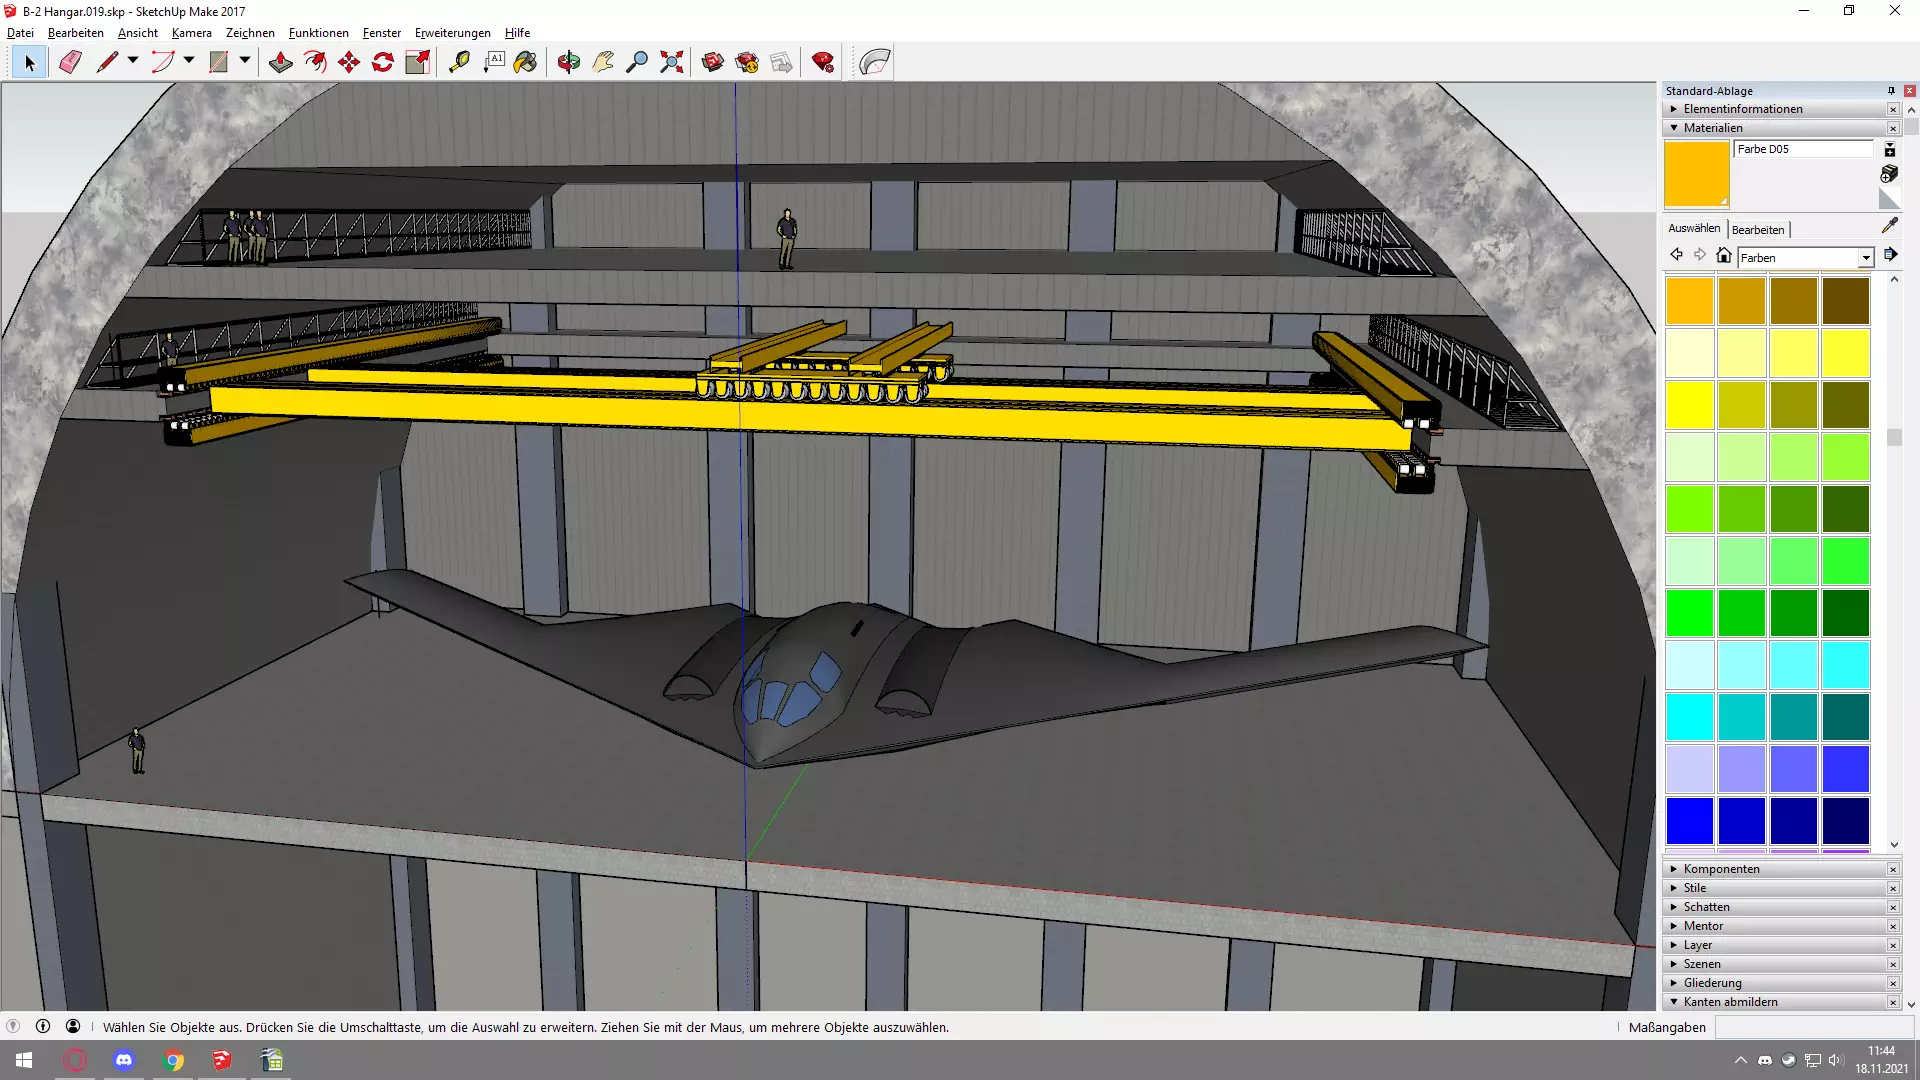 B-2 Hangar.019.skp - SketchUp Make 2017
Datei Bearbeiten Ansicht Kamera Zeichnen Funktionen Fenster Erweiterungen Hilfe
A1
Standard-Ablage
Elementinformationen
Materialien
Farbe D05
Auswählen Bearbeiten
Farben
Komponenten
Stile
Schatten
Mentor
Layer
Szenen
Gliederung
Kanten abmildern
Wählen Sie Objekte aus. Drücken Sie die Umschalttaste, um die Auswahl zu erweitern. Ziehen Sie mit der Maus, um mehrere Objekte auszuwählen.
Maßangaben
11:44
18.11.2021